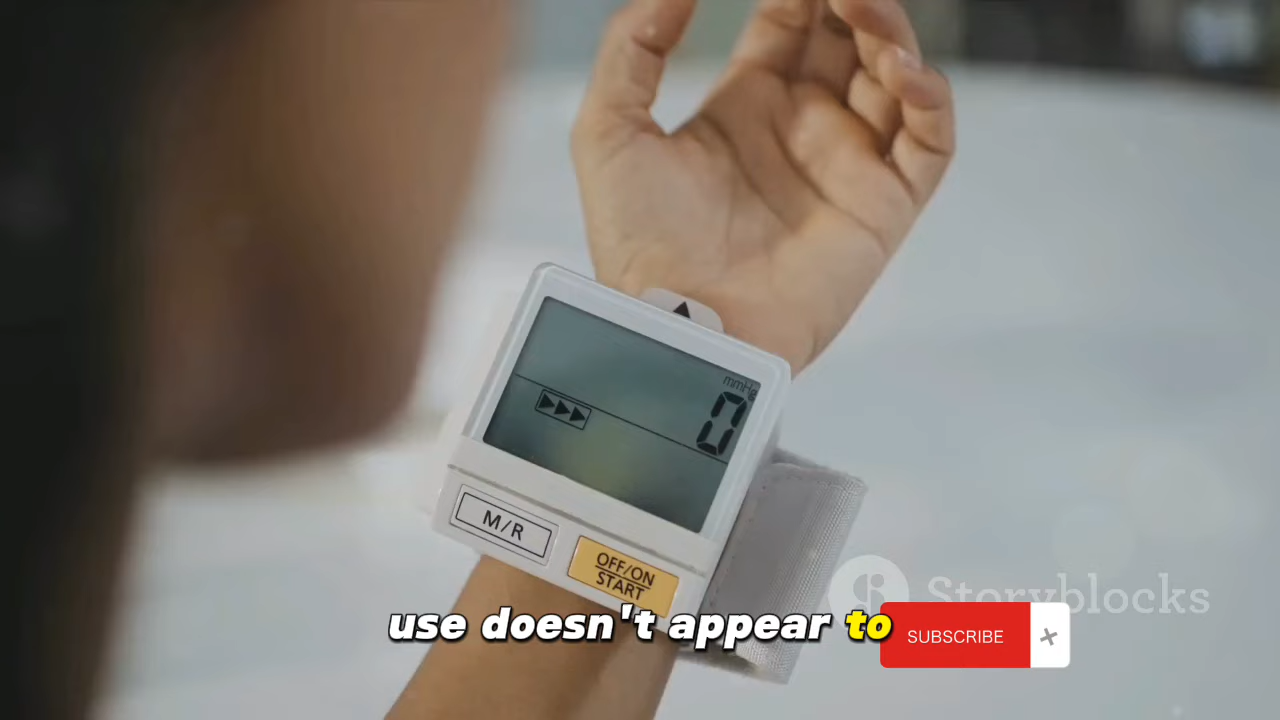 mmHg
0
M/R
OFF/ON
START
Storyblocks
use doesn't appear to
SUBSCRIBE